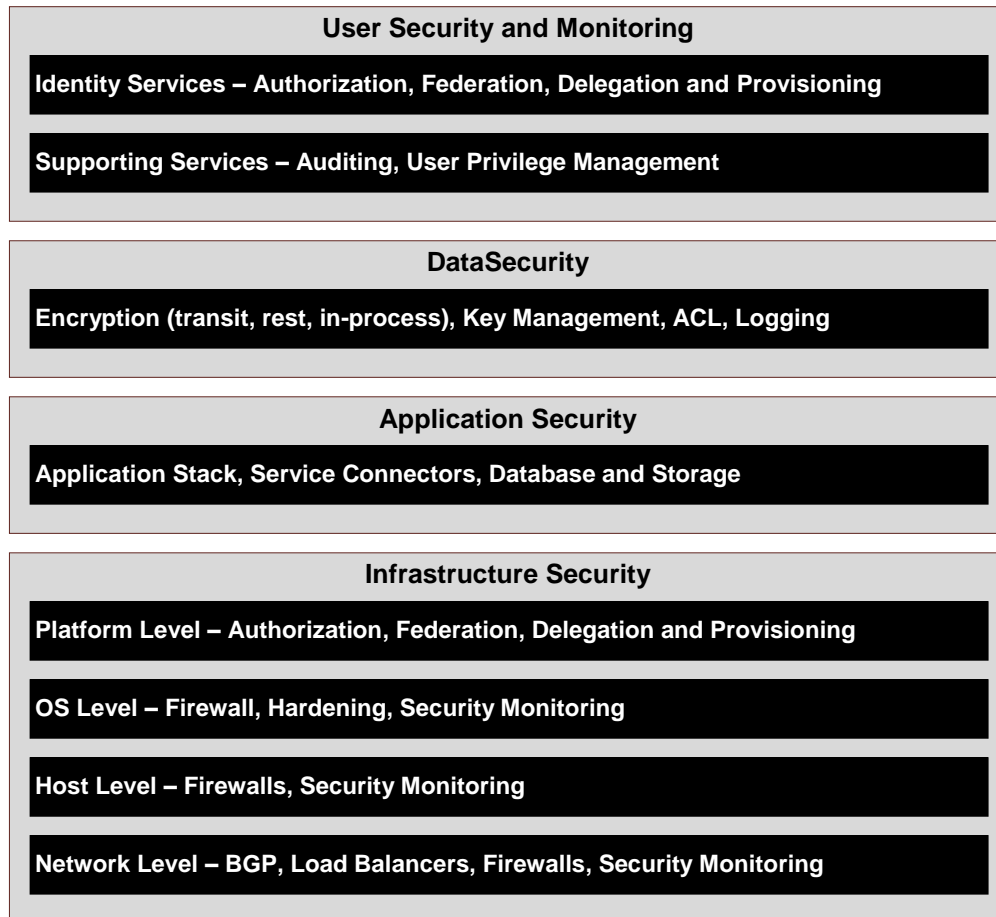 User Security and Monitoring
Identity Services – Authorization, Federation, Delegation and Provisioning
Supporting Services – Auditing, User Privilege Management
DataSecurity
Encryption (transit, rest, in-process), Key Management, ACL, Logging
Application Security
Application Stack, Service Connectors, Database and Storage
Infrastructure Security
Platform Level – Authorization, Federation, Delegation and Provisioning
OS Level – Firewall, Hardening, Security Monitoring
Host Level – Firewalls, Security Monitoring
Network Level – BGP, Load Balancers, Firewalls, Security Monitoring